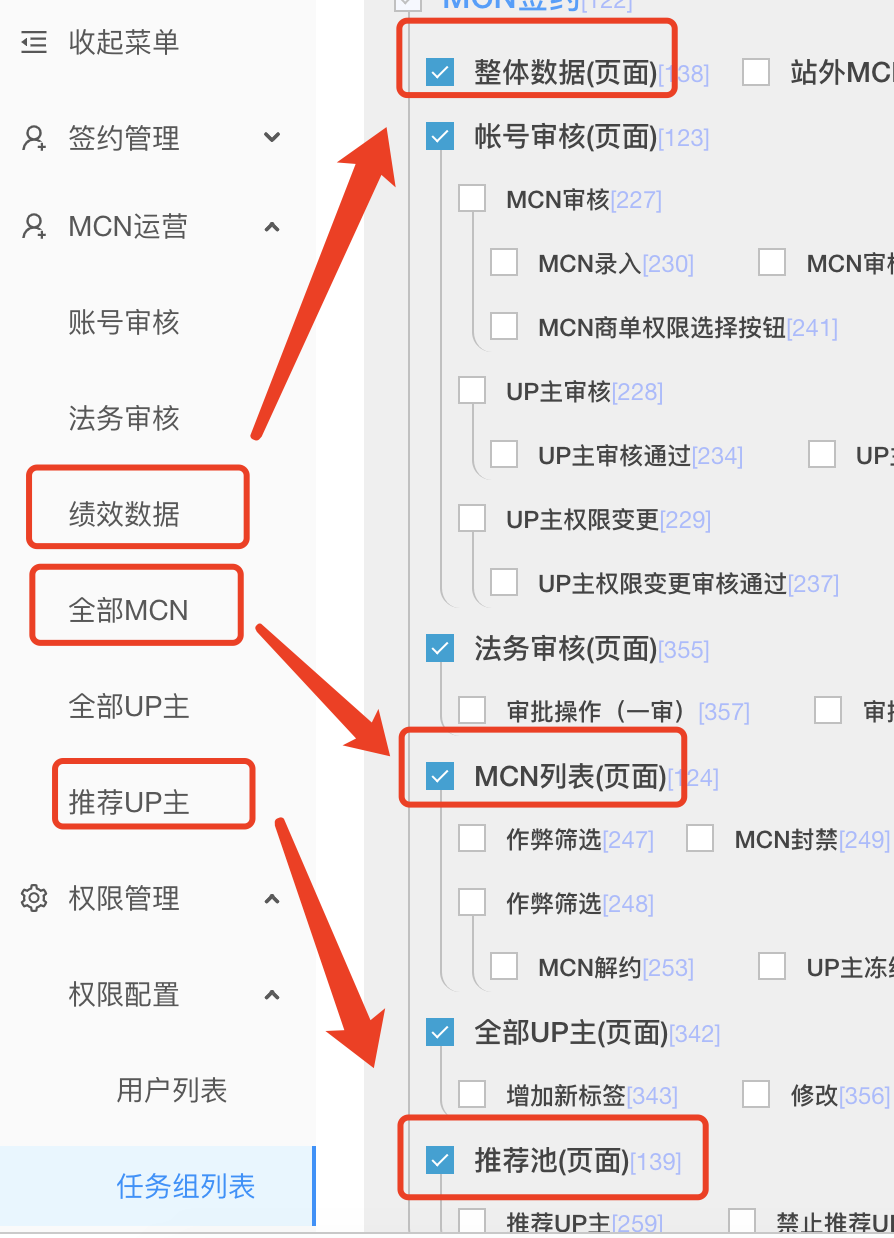 收起菜单
签约管理
MCN运营
账号审核
法务审核
绩效数据
全部MCN
全部UP主
推荐UP主
权限管理
权限配置
用户列表
任务组列表
MCN签约[122]
整体数据(页面)[138] 站外MCN
帐号审核(页面)[123]
MCN审核[227]
MCN录入[230] MCN审核
MCN商单权限选择按钮[241]
UP主审核[228]
UP主审核通过[234] UP主
UP主权限变更[229]
UP主权限变更审核通过[237]
法务审核(页面)[355]
审批操作（一审）[357] 审批
MCN列表(页面)[124]
作弊筛选[247] MCN封禁[249]
作弊筛选[248]
MCN解约[253] UP主冻结
全部UP主(页面)[342]
增加新标签[343] 修改[356]
推荐池(页面)[139]
推荐UP主[259] 禁止推荐UP